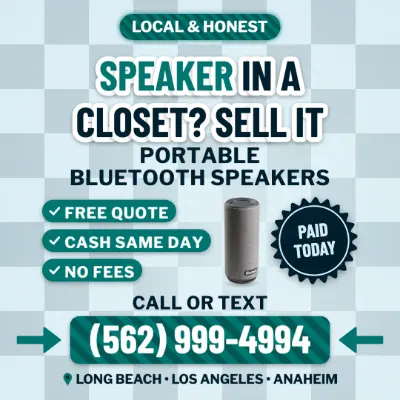 LOCAL & HONEST
SPEAKER IN A
CLOSET? SELL IT
PORTABLE
BLUETOOTH SPEAKERS
FREE QUOTE
CASH SAME DAY
NO FEES
PAID
TODAY
CALL OR TEXT
(562) 999-4994
LONG BEACH • LOS ANGELES • ANAHEIM